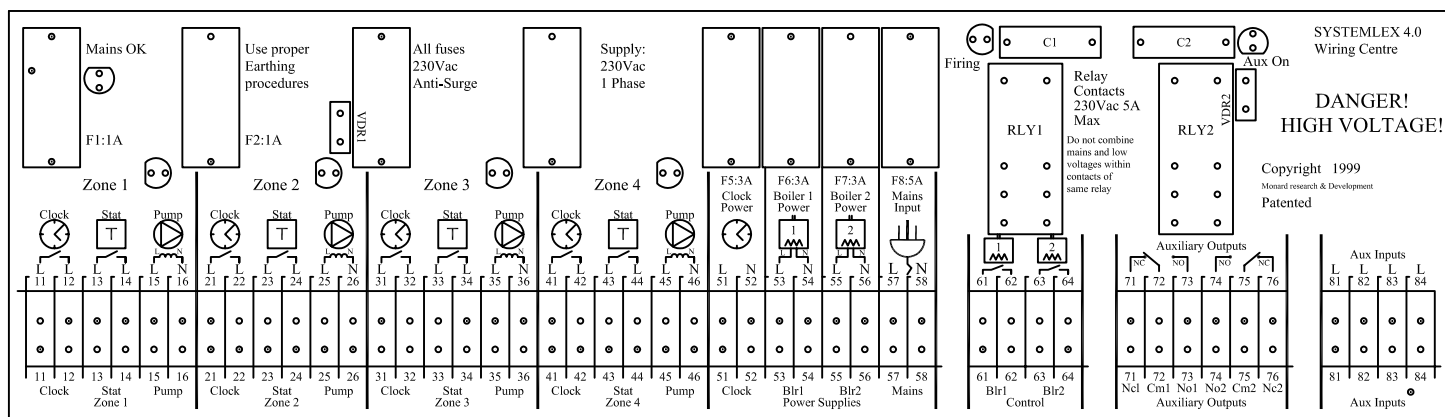 Mains OK
F1:1A
Use proper
Earthing
procedures
F2:1A
VDR1
All fuses
230Vac
Anti-Surge
Supply:
230Vac
1 Phase
Firing
C1
C2
Aux On
RLY1
Relay
Contacts
230Vac 5A
Max
Do not combine
mains and low
voltages within
contacts of
same relay
RLY2
VDR2
SYSTEMLEX 4.0
Wiring Centre
DANGER!
HIGH VOLTAGE!
Copyright 1999
Monard research & Development
Patented
Zone 1 Zone 2 Zone 3 Zone 4
F5:3A F6:3A F7:3A F8:5A
Clock Boiler 1 Boiler 2 Mains
Power Power Power Input
Clock Stat Pump Clock Stat Pump Clock Stat Pump Clock Stat Pump
T T T T
1 2 1 2
L N L N L N L N L N L N
Auxiliary Outputs
NC NO NO NC
Aux Inputs
L L L L L N L L L L L N L L L L L N L L L L L N L N L N L N L N L L L L L L L L
11 12 13 14 15 16 21 22 23 24 25 26 31 32 33 34 35 36 41 42 43 44 45 46 51 52 53 54 55 56 57 58 61 62 63 64 71 72 73 74 75 76 81 82 83 84
11 12 13 14 15 16 21 22 23 24 25 26 31 32 33 34 35 36 41 42 43 44 45 46 51 52 53 54 55 56 57 58 61 62 63 64 71 72 73 74 75 76 81 82 83 84
Clock Stat Pump Clock Stat Pump Clock Stat Pump Clock Stat Pump Clock Blr1 Blr2 Mains Blr1 Blr2 Ncl Cm1 No1 No2 Cm2 Nc2
Zone 1 Zone 2 Zone 3 Zone 4 Power Supplies Control Auxiliary Outputs Aux Inputs